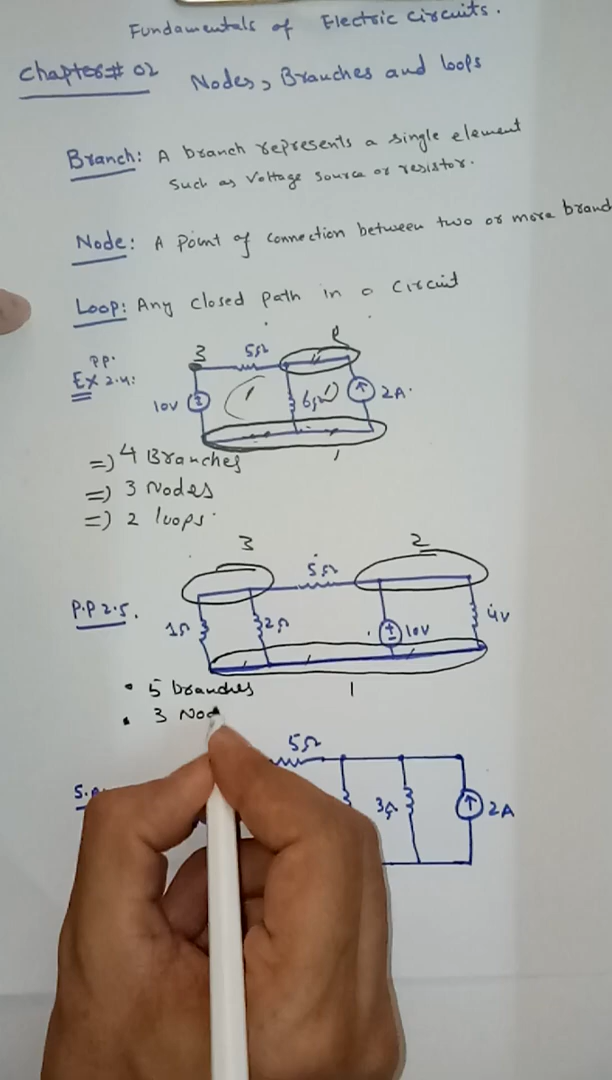 Fundamentals of Electric Circuits.
Chapter# 02 Nodes, Branches and loops
Branch: A branch represents a single element
Such as Voltage source or resistor.
Node: A Point of connection between two or more branch
Loop: Any closed path in a circuit
P.P.
EX 2.4:
3 5Ω 2
10V 6Ω 2A
1
=) 4 Branches
=) 3 Nodes
=) 2 loops
3 5Ω 2
P.P 2.5.
1Ω 2Ω 10V 4V
• 5 branches 1
• 3 Nod
5Ω
3Ω 2A